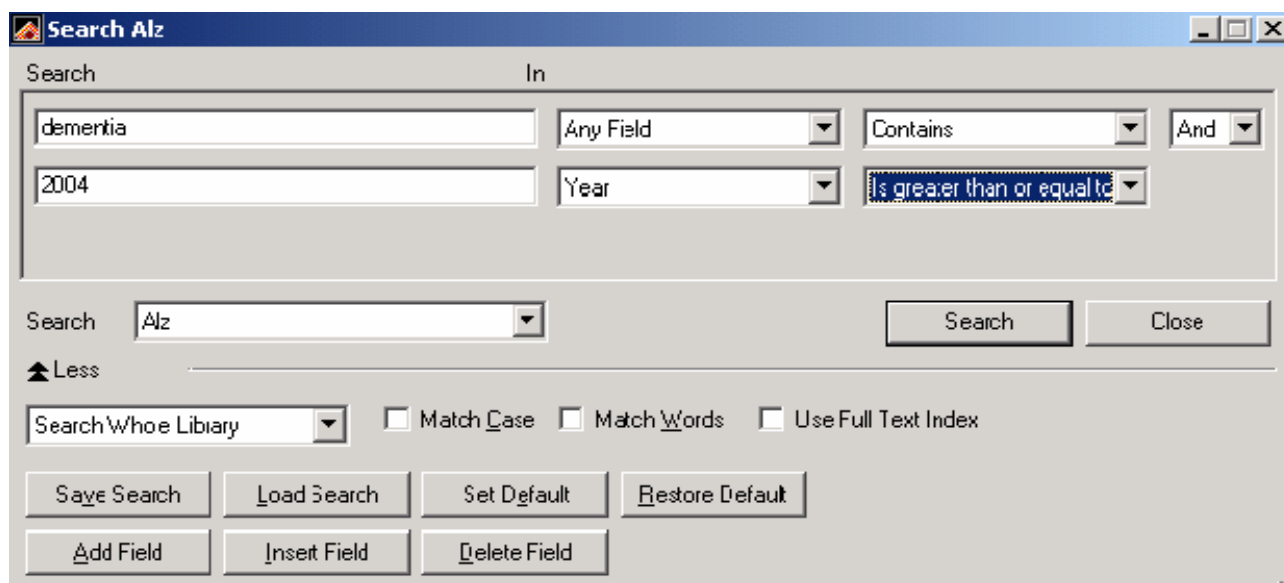 Search Alz
Search In
dementia Any Field Contains And
2004 Year Is greater than or equal to
Search Alz Search Close
Less
Search Whole Library Match Case Match Words Use Full Text Index
Save Search Load Search Set Default Restore Default
Add Field Insert Field Delete Field